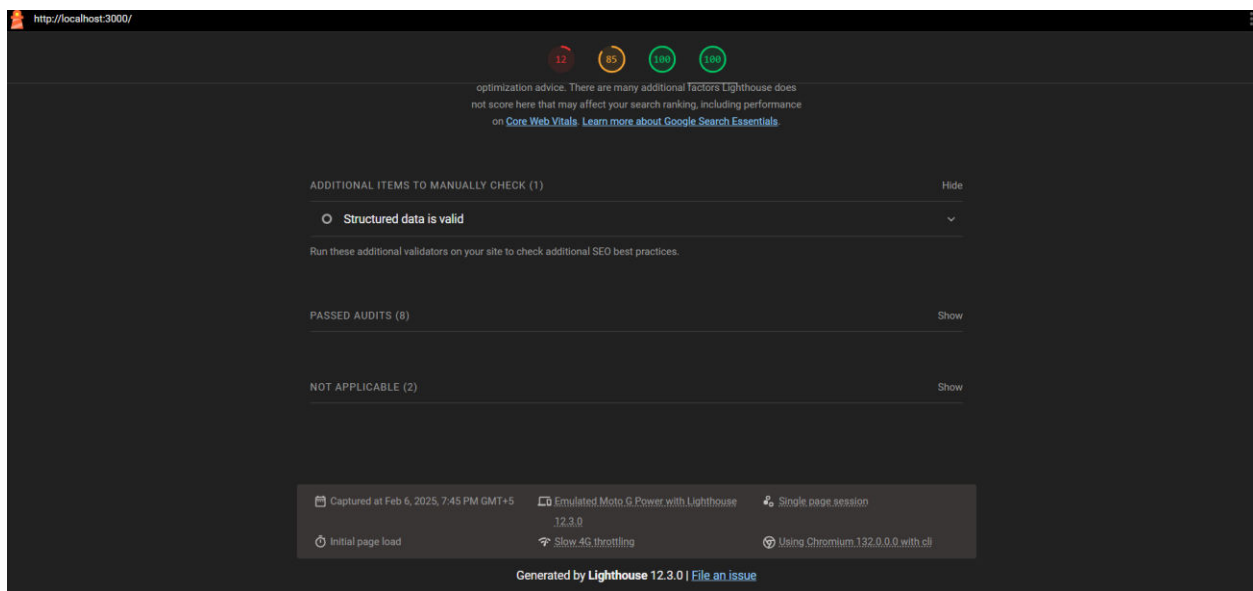 http://localhost:3000/
12 85 100 100
optimization advice. There are many additional factors Lighthouse does
not score here that may affect your search ranking, including performance
on Core Web Vitals. Learn more about Google Search Essentials.
ADDITIONAL ITEMS TO MANUALLY CHECK (1) Hide
Structured data is valid
Run these additional validators on your site to check additional SEO best practices.
PASSED AUDITS (8) Show
NOT APPLICABLE (2) Show
Captured at Feb 6, 2025, 7:45 PM GMT+5 Emulated Moto G Power with Lighthouse Single page session
12.3.0
Initial page load Slow 4G throttling Using Chromium 132.0.0.0 with cli
Generated by Lighthouse 12.3.0 | File an issue